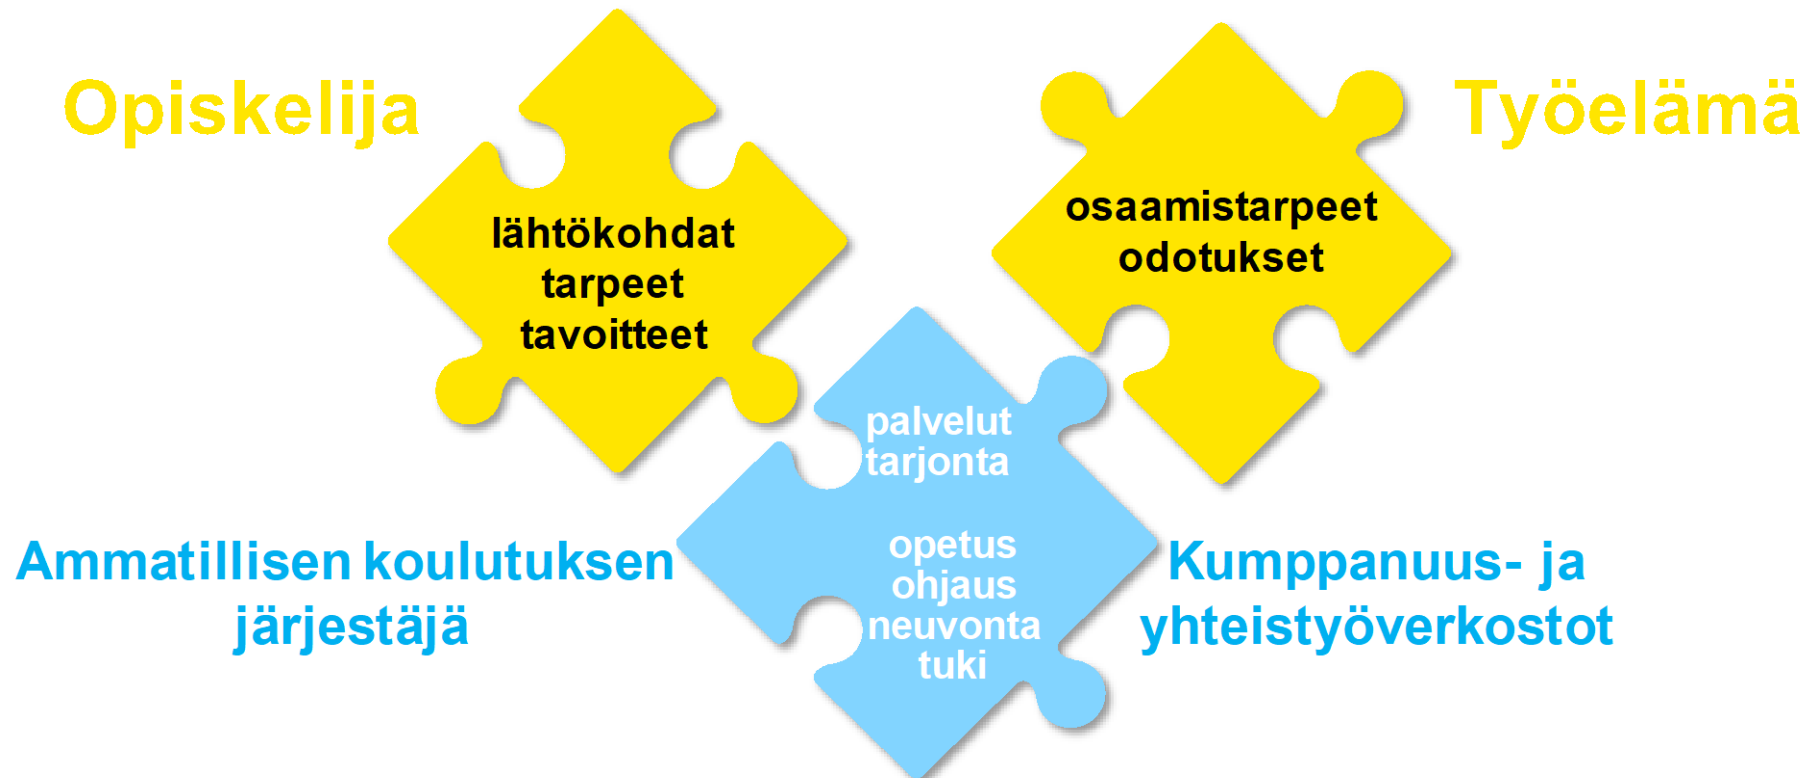 Opiskelija
lähtökohdat
tarpeet
tavoitteet
Työelämä
osaamistarpeet
odotukset
palvelut
tarjonta
opetus
ohjaus
neuvonta
tuki
Ammatillisen koulutuksen
järjestäjä
Kumppanuus- ja
yhteistyöverkostot